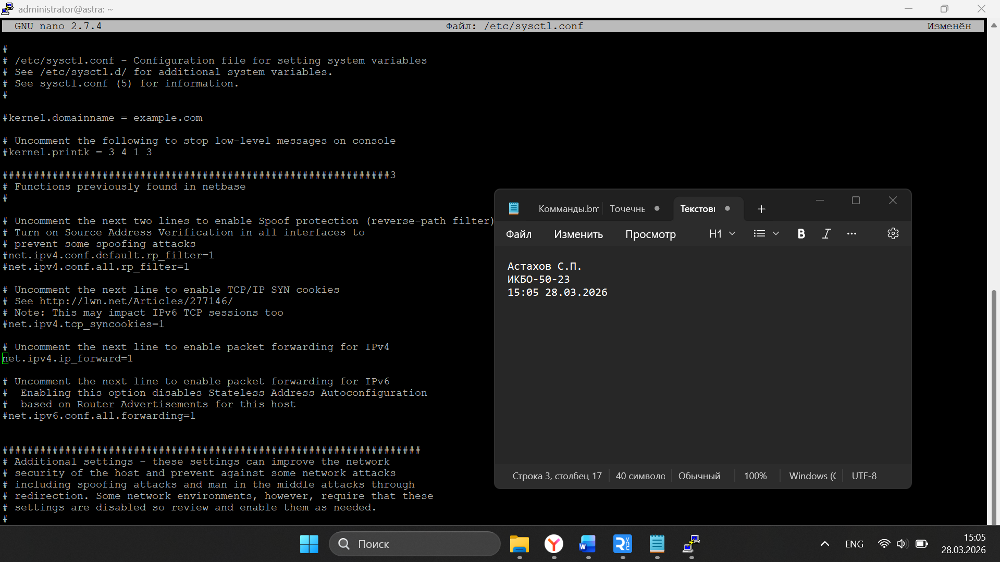 administrator@astra: ~
GNU nano 2.7.4 Файл: /etc/sysctl.conf Изменён
#
# /etc/sysctl.conf - Configuration file for setting system variables
# See /etc/sysctl.d/ for additional system variables.
# See sysctl.conf (5) for information.
#
#kernel.domainname = example.com
# Uncomment the following to stop low-level messages on console
#kernel.printk = 3 4 1 3
##############################################################3
# Functions previously found in netbase
#
# Uncomment the next two lines to enable Spoof protection (reverse-path filter)
# Turn on Source Address Verification in all interfaces to
# prevent some spoofing attacks
#net.ipv4.conf.default.rp_filter=1
#net.ipv4.conf.all.rp_filter=1
# Uncomment the next line to enable TCP/IP SYN cookies
# See http://lwn.net/Articles/277146/
# Note: This may impact IPv6 TCP sessions too
#net.ipv4.tcp_syncookies=1
# Uncomment the next line to enable packet forwarding for IPv4
net.ipv4.ip_forward=1
# Uncomment the next line to enable packet forwarding for IPv6
#  Enabling this option disables Stateless Address Autoconfiguration
#  based on Router Advertisements for this host
#net.ipv6.conf.all.forwarding=1
###################################################################
# Additional settings - these settings can improve the network
# security of the host and prevent against some network attacks
# including spoofing attacks and man in the middle attacks through
# redirection. Some network environments, however, require that these
# settings are disabled so review and enable them as needed.
#
Комманды.bm Точечнь Текстові
Файл Изменить Просмотр H1 B I
Астахов С.П.
ИКБО-50-23
15:05 28.03.2026
Строка 3, столбец 17 40 символо Обычный 100% Windows (C UTF-8
Поиск
ENG
15:05
28.03.2026